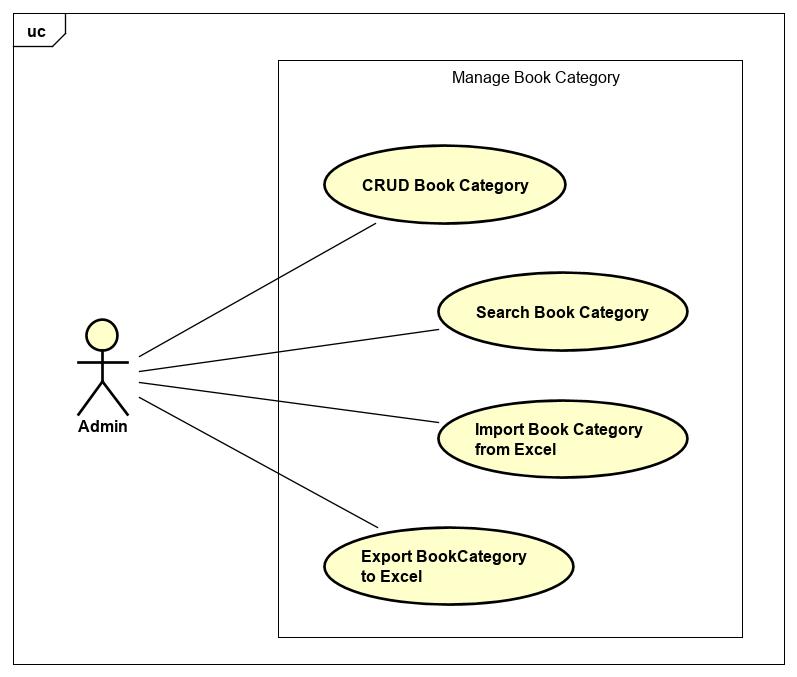 uc
Manage Book Category
CRUD Book Category
Search Book Category
Admin
Import Book Category
from Excel
Export BookCategory
to Excel